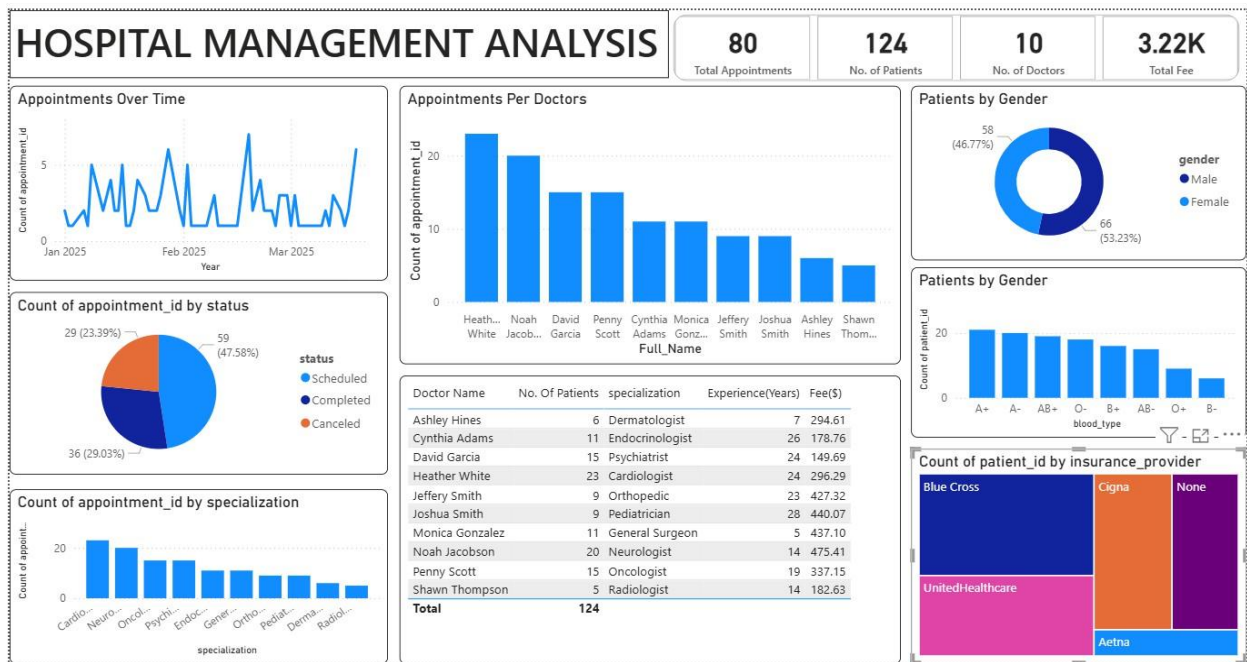 HOSPITAL MANAGEMENT ANALYSIS
80
Total Appointments
124
No. of Patients
10
No. of Doctors
3.22K
Total Fee
Appointments Over Time
Count of appointment_id
5
0
Jan 2025 Feb 2025 Mar 2025
Year
Count of appointment_id by status
29 (23.39%)
59
(47.58%)
36 (29.03%)
status
Scheduled
Completed
Canceled
Count of appointment_id by specialization
Count of appoint...
20
0
Cardio... Neuro... Oncol... Psychi... Endoc... Gener... Ortho... Pediat... Derma... Radiol...
specialization
Appointments Per Doctors
Count of appointment_id
20
10
0
Heath... Noah David Penny Cynthia Monica Jeffery Joshua Ashley Shawn
White Jacob... Garcia Scott Adams Gonz... Smith Smith Hines Thom...
Full_Name
Doctor Name No. Of Patients specialization Experience(Years) Fee($)
Ashley Hines 6 Dermatologist 7 294.61
Cynthia Adams 11 Endocrinologist 26 178.76
David Garcia 15 Psychiatrist 24 149.69
Heather White 23 Cardiologist 24 296.29
Jeffery Smith 9 Orthopedic 23 427.32
Joshua Smith 9 Pediatrician 28 440.07
Monica Gonzalez 11 General Surgeon 5 437.10
Noah Jacobson 20 Neurologist 14 475.41
Penny Scott 15 Oncologist 19 337.15
Shawn Thompson 5 Radiologist 14 182.63
Total 124
Patients by Gender
58
(46.77%)
66
(53.23%)
gender
Male
Female
Patients by Gender
Count of patient_id
20
0
A+ A- AB+ O- B+ AB- O+ B-
blood_type
Count of patient_id by insurance_provider
Blue Cross Cigna None
UnitedHealthcare
Aetna